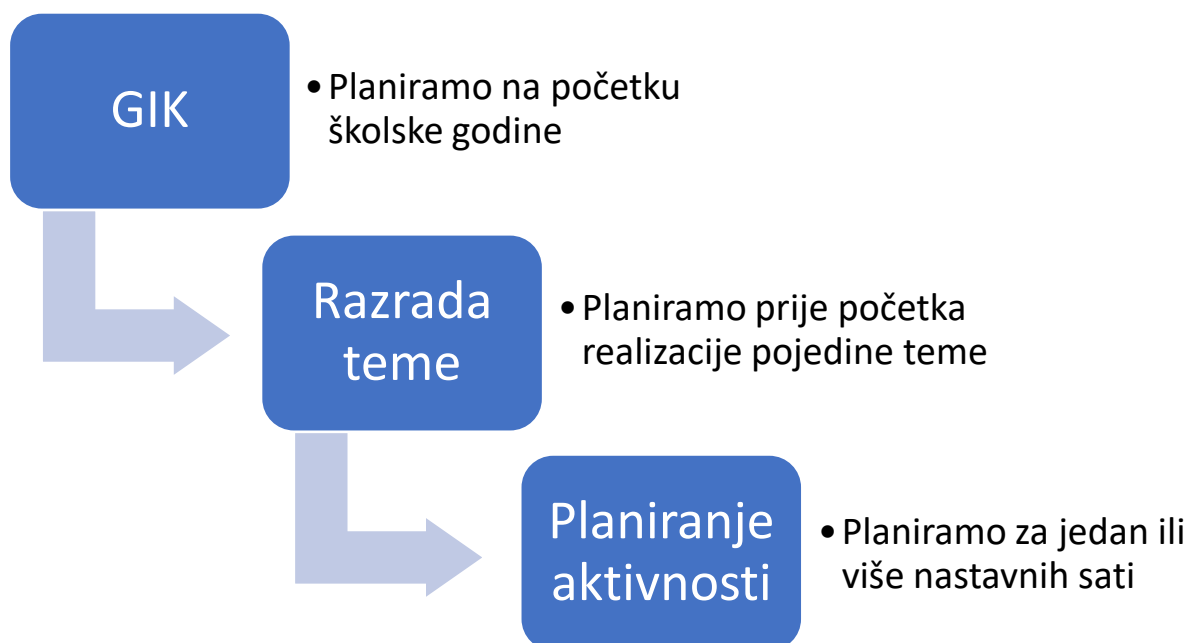 GIK
• Planiramo na početku
školske godine
Razrada
teme
• Planiramo prije početka
realizacije pojedine teme
Planiranje
aktivnosti
• Planiramo za jedan ili
više nastavnih sati